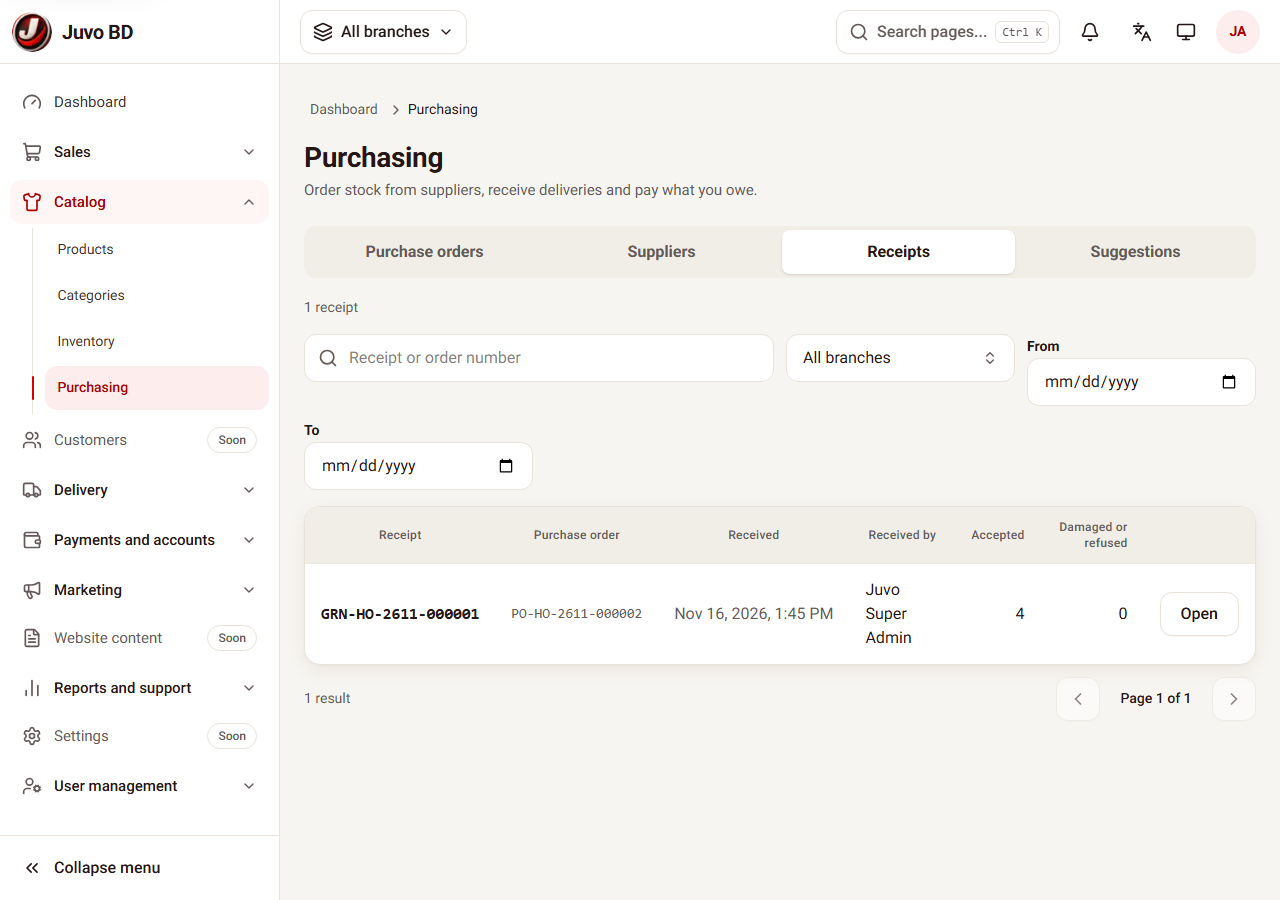 Juvo BD
All branches
Search pages...
Ctrl K
JA
Dashboard
Sales
Catalog
Products
Categories
Inventory
Purchasing
Customers
Soon
Delivery
Payments and accounts
Marketing
Website content
Soon
Reports and support
Settings
Soon
User management
Collapse menu
Dashboard
Purchasing
Purchasing
Order stock from suppliers, receive deliveries and pay what you owe.
Purchase orders
Suppliers
Receipts
Suggestions
1 receipt
Receipt or order number
All branches
From
mm/dd/yyyy
To
mm/dd/yyyy
Receipt
Purchase order
Received
Received by
Accepted
Damaged or
refused
GRN-HO-2611-000001
PO-HO-2611-000002
Nov 16, 2026, 1:45 PM
Juvo
Super
Admin
4
0
Open
1 result
Page 1 of 1